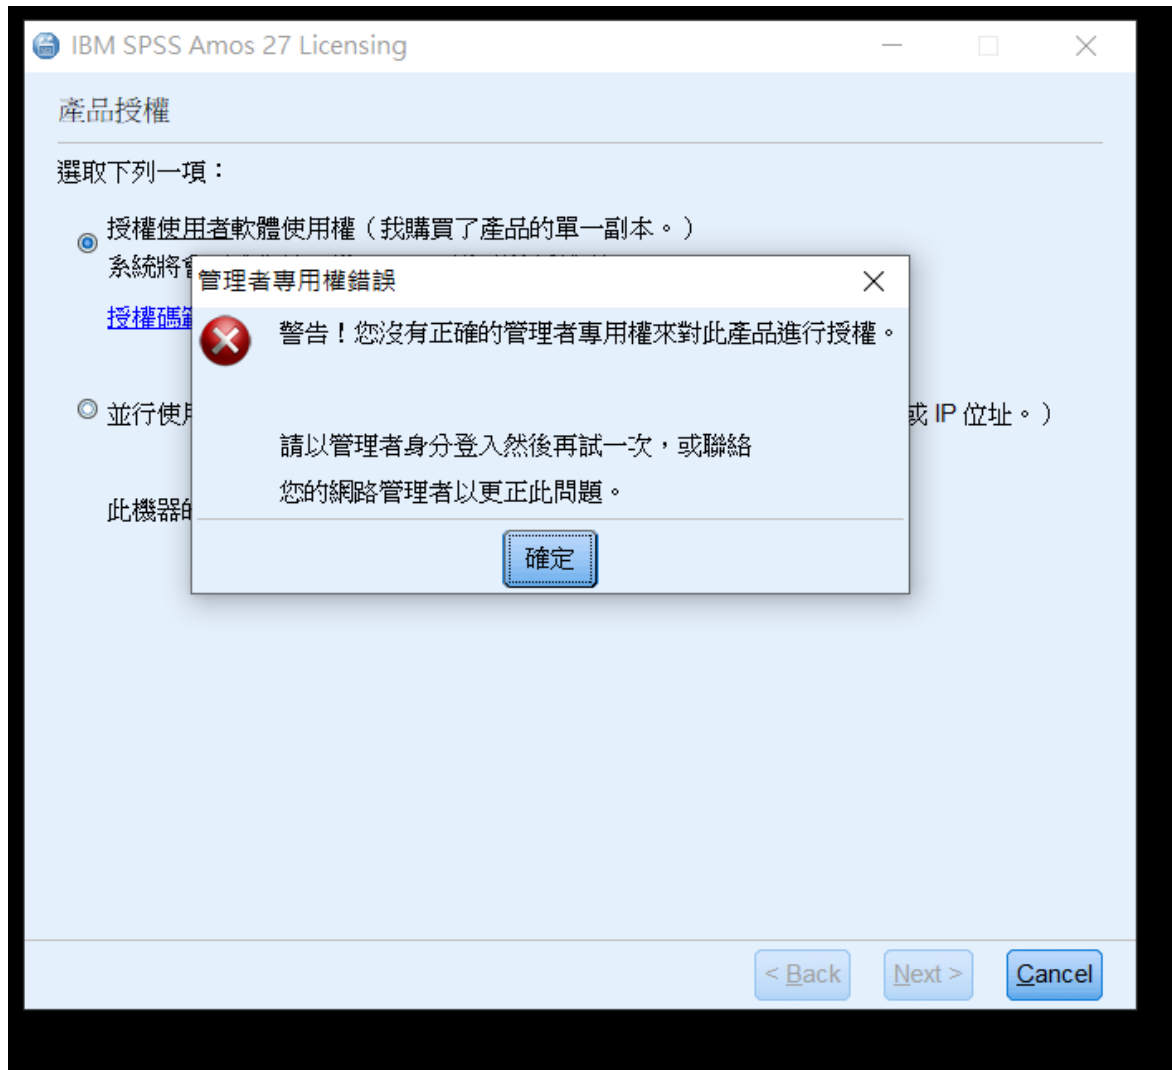 IBM SPSS Amos 27 Licensing
產品授權
選取下列一項：
授權使用者軟體使用權（我購買了產品的單一副本。）
系統將
管理者專用權錯誤
授權碼
警告！您沒有正確的管理者專用權來對此產品進行授權。
並行使用
或 IP 位址。）
請以管理者身分登入然後再試一次，或聯絡
您的網路管理者以更正此問題。
此機器的
確定
< Back
Next >
Cancel